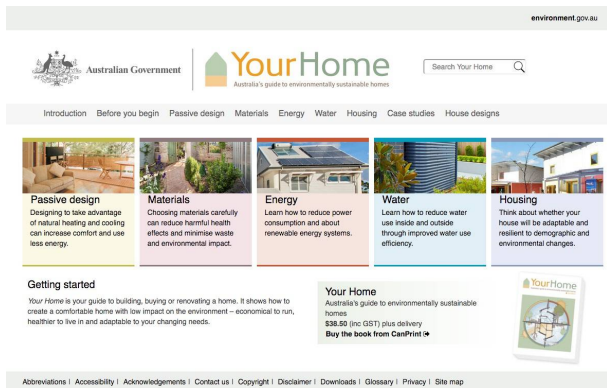 environment.gov.au
Australian Government
YourHome
Australia's guide to environmentally sustainable homes
Search Your Home
Introduction Before you begin Passive design Materials Energy Water Housing Case studies House designs
Passive design
Designing to take advantage
of natural heating and cooling
can increase comfort and use
less energy.
Materials
Choosing materials carefully
can reduce harmful health
effects and minimise waste
and environmental impact.
Energy
Learn how to reduce power
consumption and about
renewable energy systems.
Water
Learn how to reduce water
use inside and outside
through improved water use
efficiency.
Housing
Think about whether your
house will be adaptable and
resilient to demographic and
environmental changes.
Getting started
Your Home is your guide to building, buying or renovating a home. It shows how to
create a comfortable home with low impact on the environment – economical to run,
healthier to live in and adaptable to your changing needs.
Your Home
Australia's guide to environmentally sustainable
homes
$38.50 (inc GST) plus delivery
Buy the book from CanPrint
YourHome
Abbreviations | Accessibility | Acknowledgements | Contact us | Copyright | Disclaimer | Downloads | Glossary | Privacy | Site map